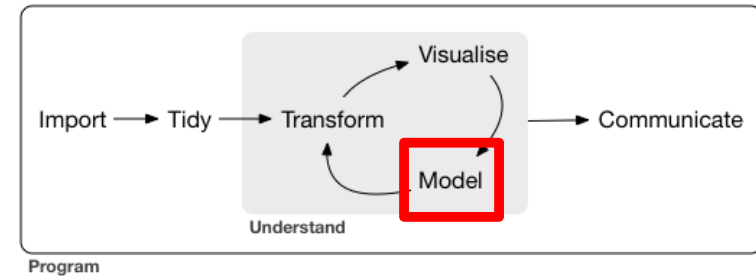 Visualise
Import Tidy Transform Communicate
Model
Understand
Program